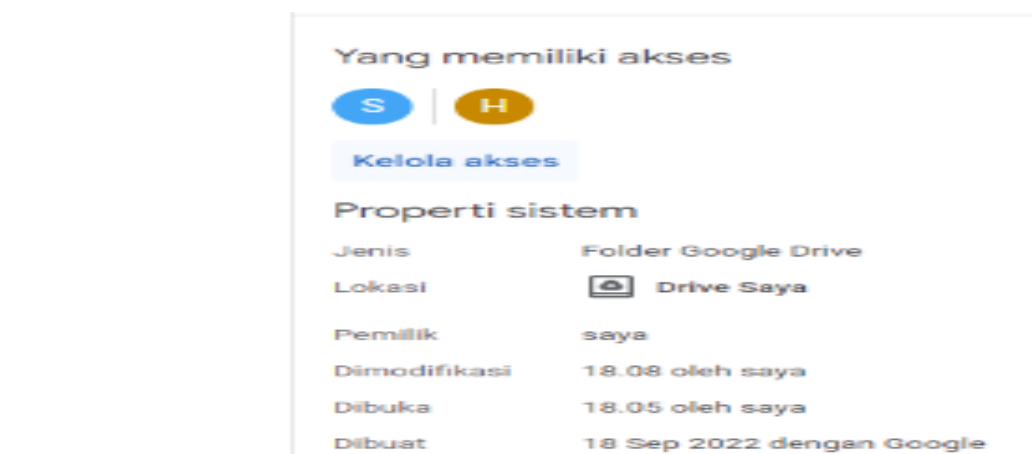 Yang memiliki akses
S H
Kelola akses
Properti sistem
Jenis Folder Google Drive
Lokasi Drive Saya
Pemilik saya
Dimodifikasi 18.08 oleh saya
Dibuka 18.05 oleh saya
Dibuat 18 Sep 2022 dengan Google